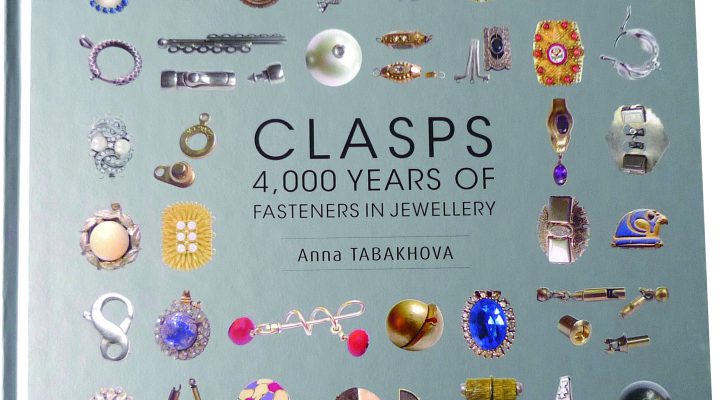 CLASPS
4,000 YEARS OF
FASTENERS IN JEWELLERY
Anna TABAKHOVA